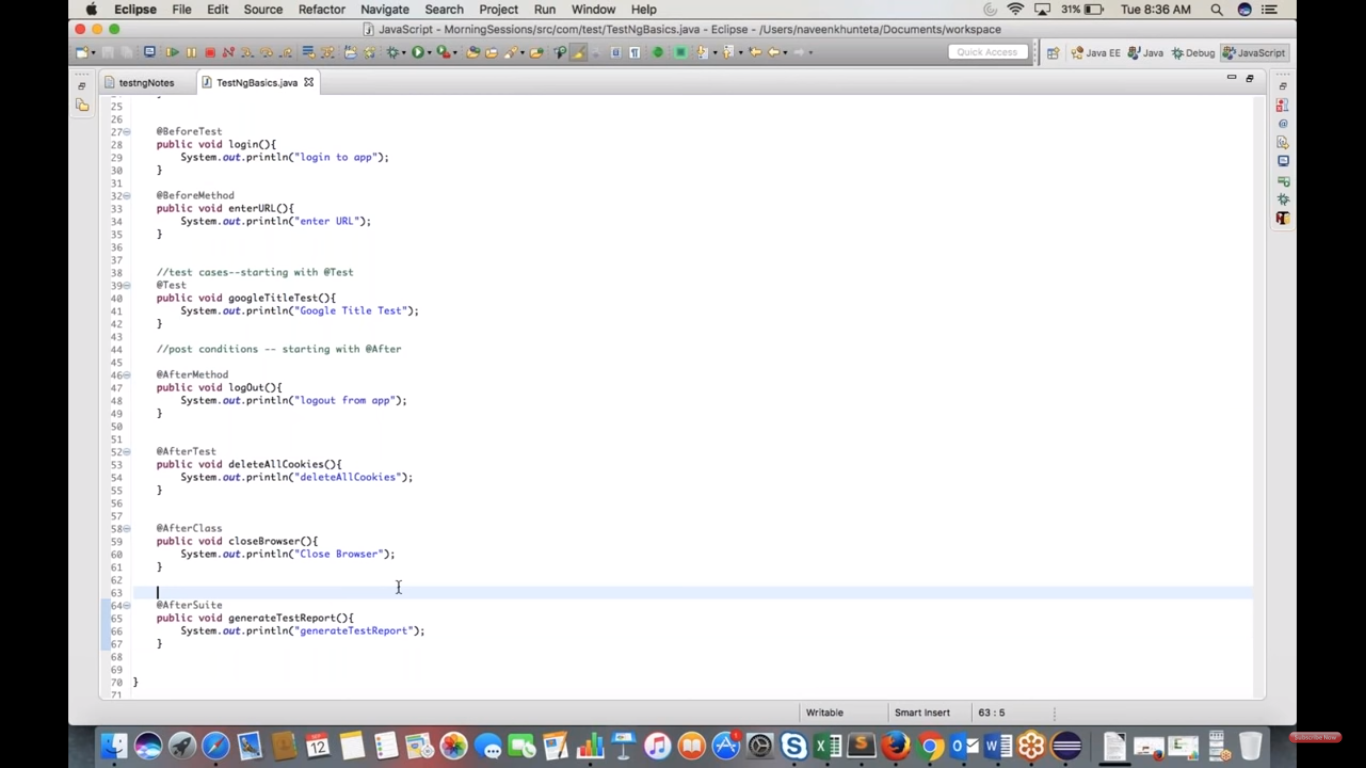 Eclipse File Edit Source Refactor Navigate Search Project Run Window Help 31% Tue 8:36 AM
JavaScript - MorningSessions/src/com/test/TestNgBasics.java - Eclipse - /Users/naveenkhunteta/Documents/workspace
Quick Access Java EE Java Debug JavaScript
testngNotes TestNgBasics.java
25
26
27 @BeforeTest
28 public void login(){
29 System.out.println("login to app");
30 }
31
32 @BeforeMethod
33 public void enterURL(){
34 System.out.println("enter URL");
35 }
36
37
38 //test cases--starting with @Test
39 @Test
40 public void googleTitleTest(){
41 System.out.println("Google Title Test");
42 }
43
44 //post conditions -- starting with @After
45
46 @AfterMethod
47 public void logOut(){
48 System.out.println("logout from app");
49 }
50
51
52 @AfterTest
53 public void deleteAllCookies(){
54 System.out.println("deleteAllCookies");
55 }
56
57
58 @AfterClass
59 public void closeBrowser(){
60 System.out.println("Close Browser");
61 }
62
63
64 @AfterSuite
65 public void generateTestReport(){
66 System.out.println("generateTestReport");
67 }
68
69
70 }
71
Writable Smart Insert 63 : 5
12
Subscribe Now